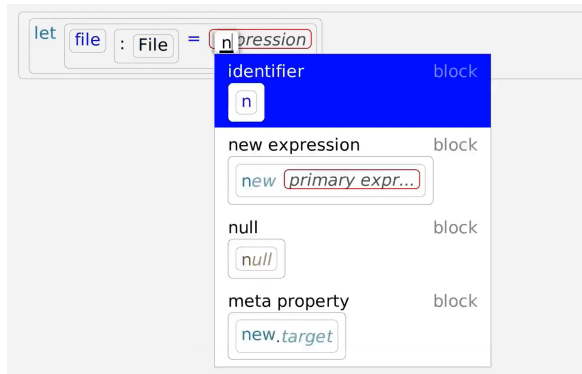 let file : File = n pression
identifier block
n
new expression block
new primary expr...
null block
null
meta property block
new.target